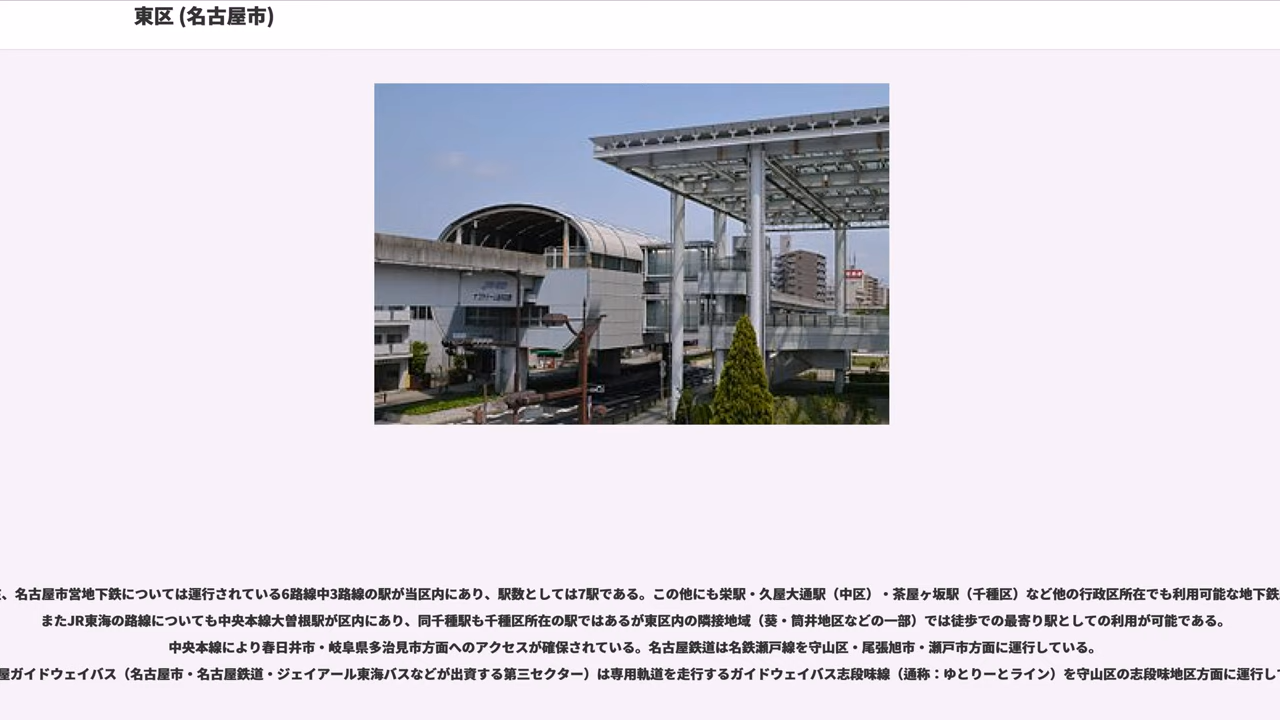 東区 (名古屋市)
ナゴヤドーム前矢田
、名古屋市営地下鉄については運行されている6路線中3路線の駅が当区内にあり、駅数としては7駅である。この他にも栄駅・久屋大通駅（中区）・茶屋ヶ坂駅（千種区）など他の行政区所在でも利用可能な地下鉄
またJR東海の路線についても中央本線大曽根駅が区内にあり、同千種駅も千種区所在の駅ではあるが東区内の隣接地域（葵・筒井地区などの一部）では徒歩での最寄り駅としての利用が可能である。
中央本線により春日井市・岐阜県多治見市方面へのアクセスが確保されている。名古屋鉄道は名鉄瀬戸線を守山区・尾張旭市・瀬戸市方面に運行している。
屋ガイドウェイバス（名古屋市・名古屋鉄道・ジェイアール東海バスなどが出資する第三セクター）は専用軌道を走行するガイドウェイバス志段味線（通称：ゆとりーとライン）を守山区の志段味地区方面に運行し